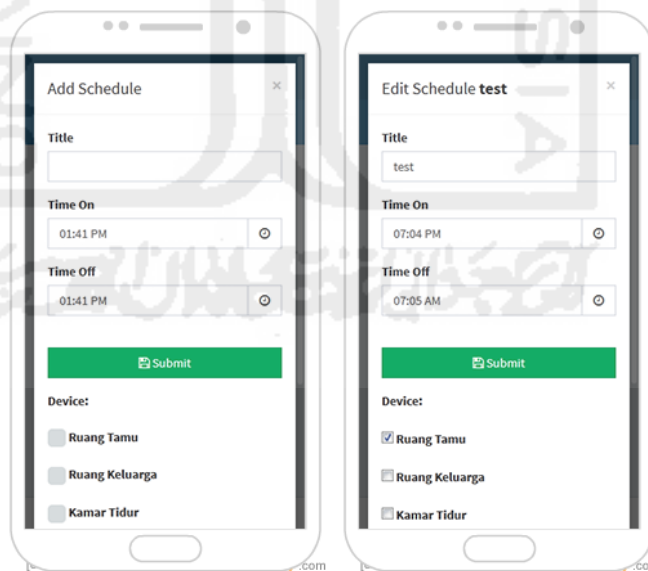 Add Schedule ×
Title
Time On
01:41 PM
Time Off
01:41 PM
Submit
Device:
Ruang Tamu
Ruang Keluarga
Kamar Tidur
Edit Schedule test ×
Title
test
Time On
07:04 PM
Time Off
07:05 AM
Submit
Device:
Ruang Tamu
Ruang Keluarga
Kamar Tidur
.com